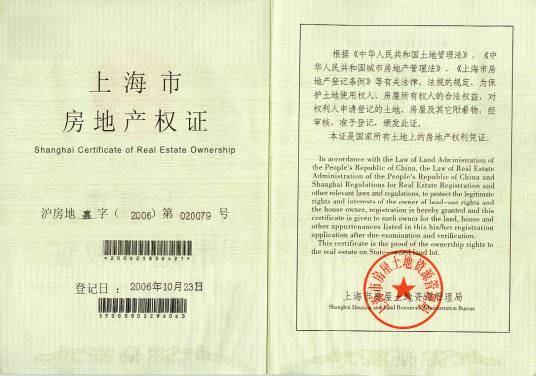 上海市
房地产权证
Shanghai Certificate of Real Estate Ownership
沪房地 嘉 字（ 2006）第 020079 号
*200625856421*
登记日： 2006年10月23日
根据《中华人民共和国土地管理法》、《中
华人民共和国城市房地产管理法》、《上海市房
地产登记条例》等有关法律、法规的规定，为保
护土地使用权人、房屋所有权人的合法权益，对
权利人申请登记的土地、房屋及其它附着物，经
审核，准予登记，颁发此证。
本证是国家所有土地上的房地产权利凭证。
In accordance with the Law of Land Administration of
the People's Republic of China, the Law of Real Estate
Administration of the People's Republic of China and
Shanghai Regulations for Real Estate Registration and
other relevant laws and regulations, to protect the legitimate
rights and interests of the owner of land-use rights and
the house owner, registration is hereby granted and this
certificate is given to such owner for the land, house and
other appurtenances listed in this his/her registration
application after due examination and verification.
This certificate is the proof of the ownership rights to
the real estate on State-owned land lot.
上海市房屋土地资源管理局
Shanghai Housing and Land Resources Administration Bureau